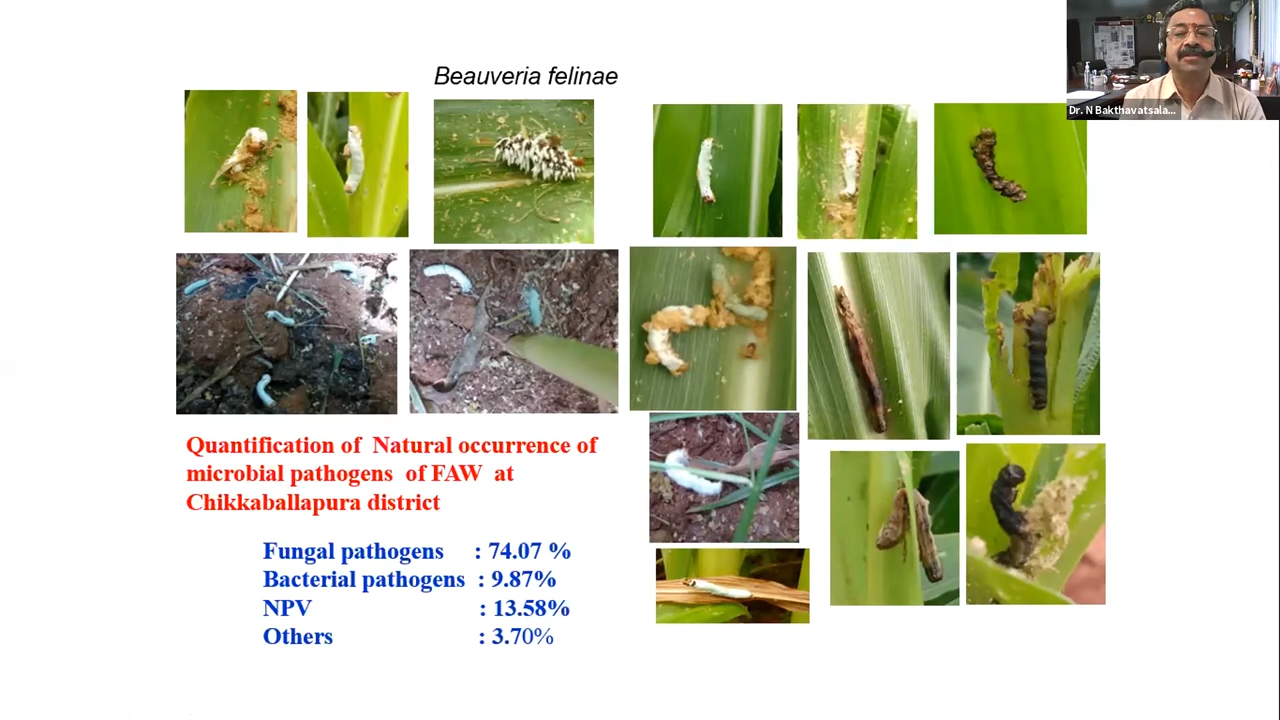 Beauveria felinae
Dr. N Bakthavatsala...
Quantification of Natural occurrence of
microbial pathogens of FAW at
Chikkaballapura district
Fungal pathogens : 74.07 %
Bacterial pathogens : 9.87%
NPV : 13.58%
Others : 3.70%